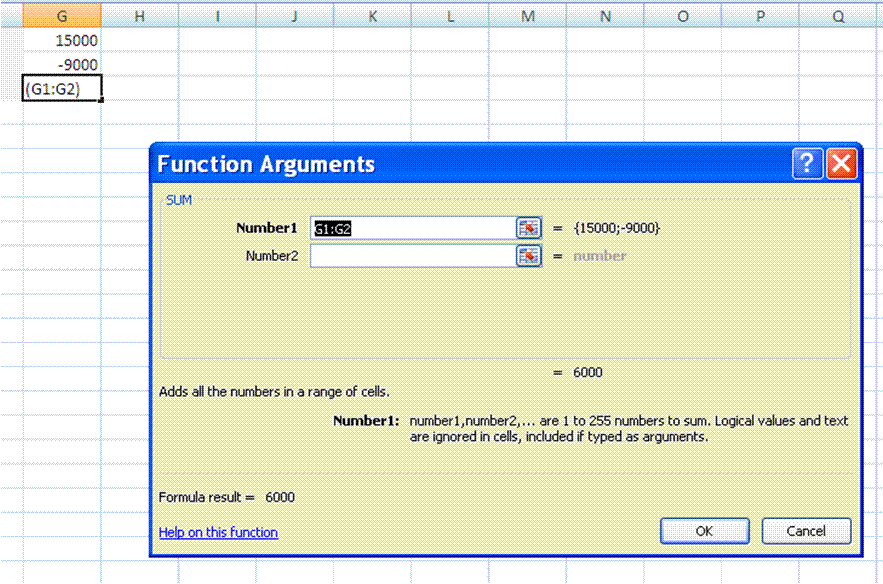 G H I J K L M N O P Q
15000
-9000
(G1:G2)
Function Arguments
SUM
Number1 G1:G2 = {15000;-9000}
Number2 = number
= 6000
Adds all the numbers in a range of cells.
Number1: number1,number2,... are 1 to 255 numbers to sum. Logical values and text
are ignored in cells, included if typed as arguments.
Formula result = 6000
Help on this function
OK Cancel